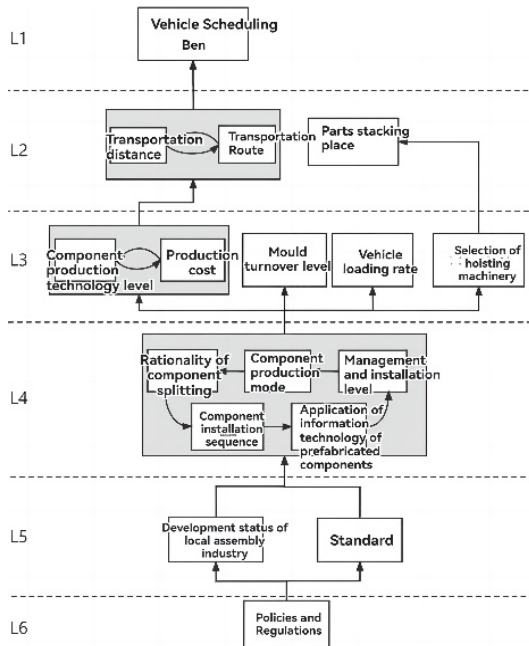 L1
Vehicle Scheduling
Ben
L2
Transportation
distance
Transportation
Route
Parts stacking
place
L3
Component
production
technology level
Production
cost
Mould
turnover level
Vehicle
loading rate
Selection of
hoisting
machinery
L4
Rationality of
component
splitting
Component
production
mode
Management
and installation
level
Component
installation
sequence
Application of
information
technology of
prefabricated
components
L5
Development status of
local assembly
industry
Standard
L6
Policies and
Regulations